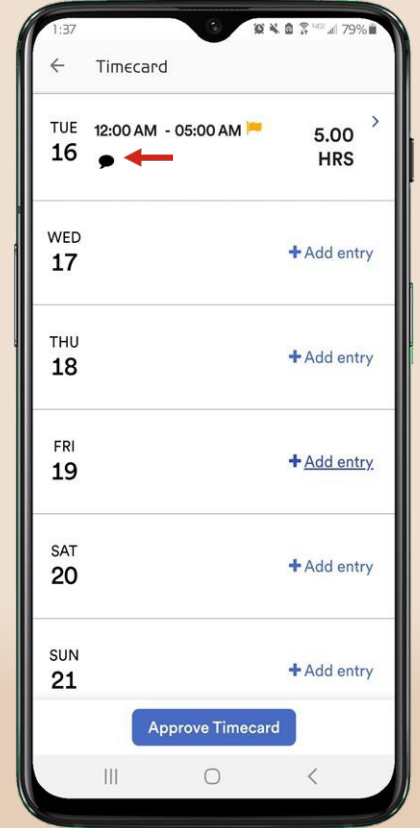 1:37 79%
Timecard
TUE 12:00 AM - 05:00 AM 5.00
16 HRS
WED
17 + Add entry
THU
18 + Add entry
FRI
19 + Add entry
SAT
20 + Add entry
SUN
21 + Add entry
Approve Timecard